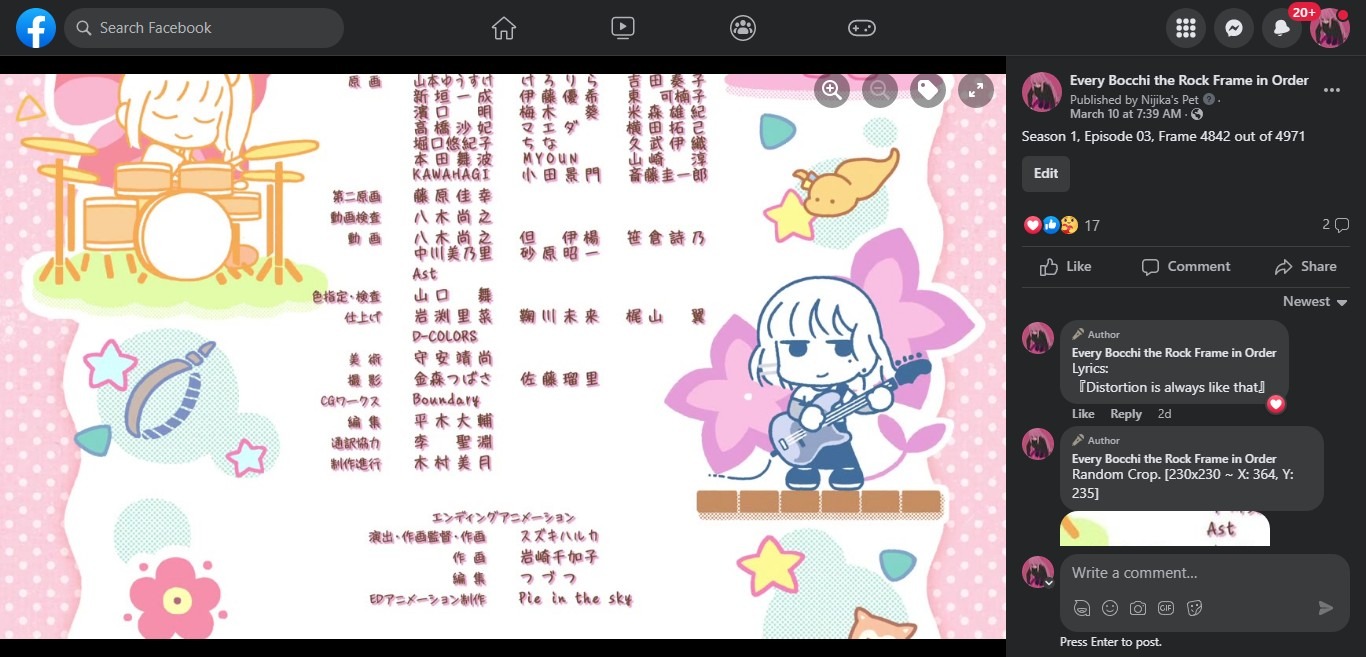 Search Facebook
20+
原画 山本ゆうすけ けろりら 吉田奏子
新垣一成 伊藤優希 東 可楠子
濱口 明 梅木 葵 米森雄紀
高橋沙妃 マエダ 横田拓己
堀口悠紀子 ちな 久武伊織
本田舞波 MYOUN 山崎 淳
KAWAHAGI 小田景門 斎藤圭一郎
第二原画 藤原佳幸
動画検査 八木尚之
動画 八木尚之 但 伊楊 笹倉詩乃
中川美乃里 砂原昭一
Ast
色指定・検査 山口 舞
仕上げ 岩渕里菜 鞠川未来 梶山 翼
D-COLORS
美術 守安靖尚
撮影 金森つばさ 佐藤瑠里
CGワークス Boundary
編集 平木大輔
通訳協力 李 聖淵
制作進行 木村美月
エンディングアニメーション
演出・作画監督・作画 スズキハルカ
作画 岩崎千加子
編集 つづつ
EDアニメーション制作 Pie in the sky
Every Bocchi the Rock Frame in Order
Published by Nijika's Pet ·
March 10 at 7:39 AM ·
Season 1, Episode 03, Frame 4842 out of 4971
Edit
17
2
Like Comment Share
Newest
Author
Every Bocchi the Rock Frame in Order
Lyrics:
『Distortion is always like that』
Like Reply 2d
Author
Every Bocchi the Rock Frame in Order
Random Crop. [230x230 ~ X: 364, Y:
235]
Ast
Write a comment...
GIF
Press Enter to post.